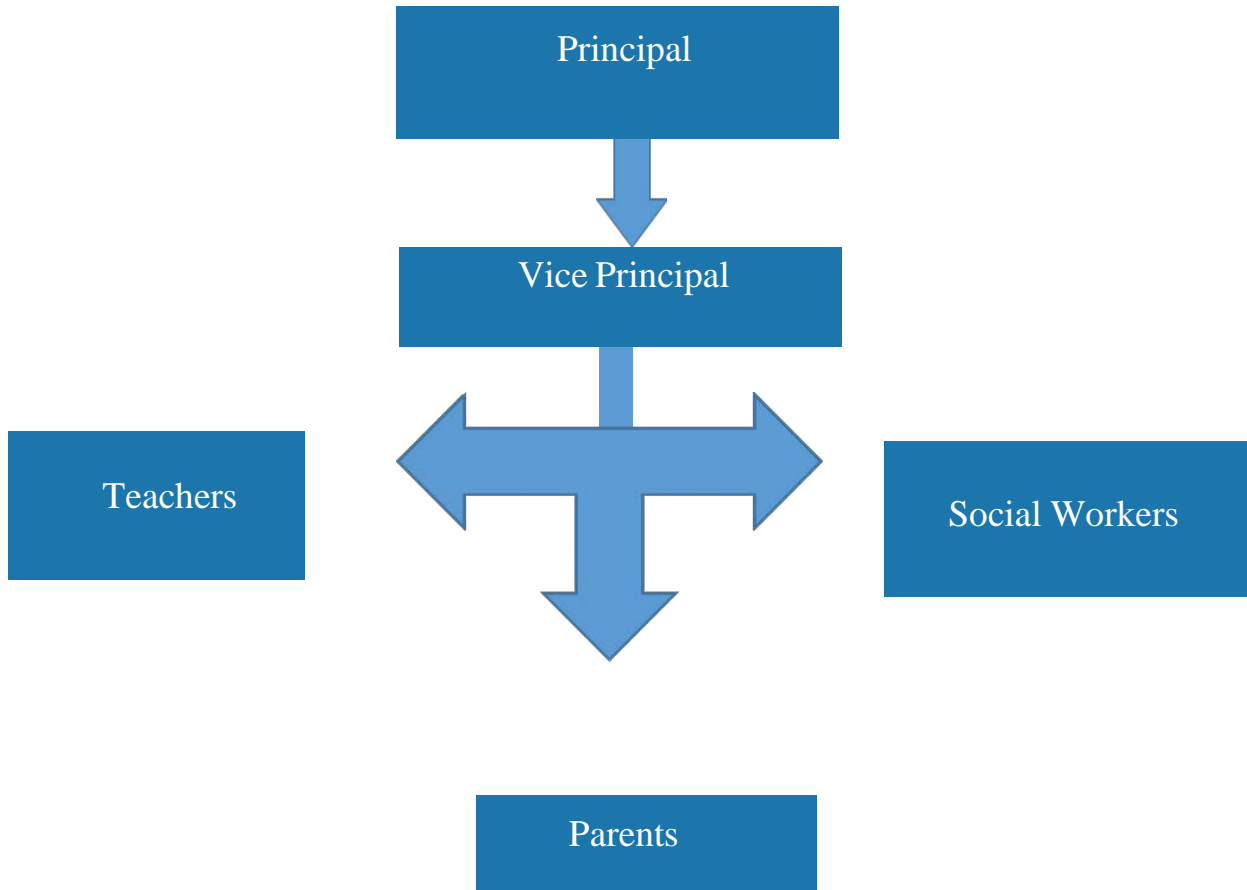 Principal
Vice Principal
Teachers
Social Workers
Parents